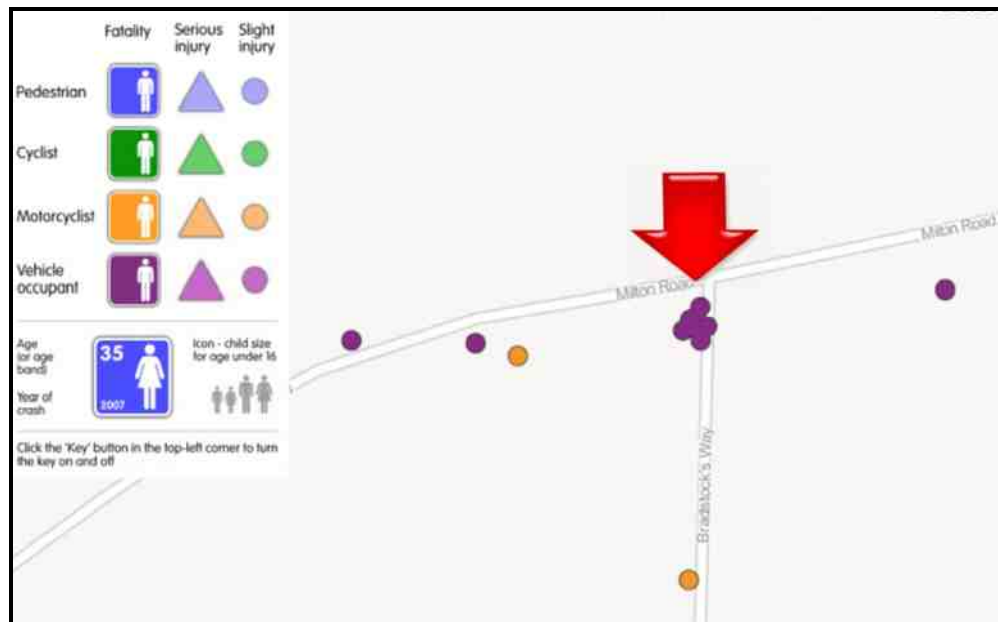 Fatality Serious injury Slight injury
Pedestrian
Cyclist
Motorcyclist
Vehicle occupant
Age (or age band)
Year of crash
35
2007
Icon - child size for age under 16
Click the 'Key' button in the top-left corner to turn
the key on and off
Milton Road
Milton Road
Bradstock's Way